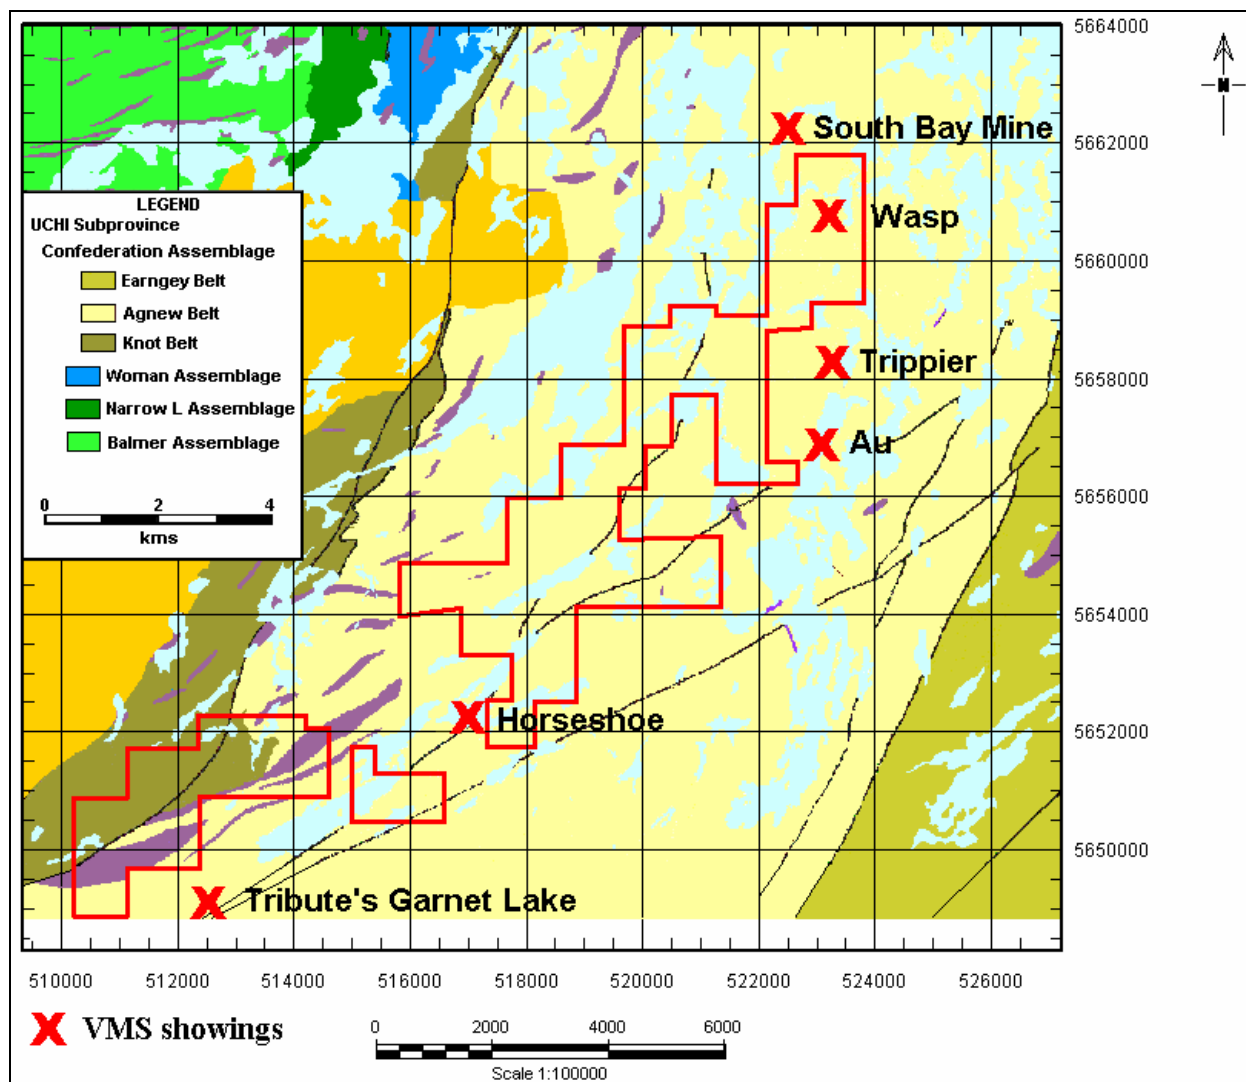 5664000
N
South Bay Mine
5662000
LEGEND
UCHI Subprovince
Confederation Assemblage
Earngey Belt
Agnew Belt
Knot Belt
Woman Assemblage
Narrow L Assemblage
Balmer Assemblage
0 2 4
kms
Wasp
5660000
Trippier
5658000
Au
5656000
5654000
Horseshoe
5652000
5650000
Tribute's Garnet Lake
510000 512000 514000 516000 518000 520000 522000 524000 526000
X VMS showings
0 2000 4000 6000
Scale 1:100000